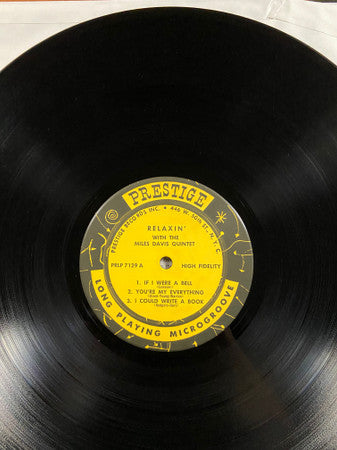 PRESTIGE
PRESTIGE RECORDS INC. • 446 W. 50TH ST., N.Y.C.
RELAXIN'
WITH THE
MILES DAVIS QUINTET
PRLP 7129 A HIGH FIDELITY
1. IF I WERE A BELL
2. YOU'RE MY EVERYTHING
3. I COULD WRITE A BOOK
LONG PLAYING MICROGROOVE